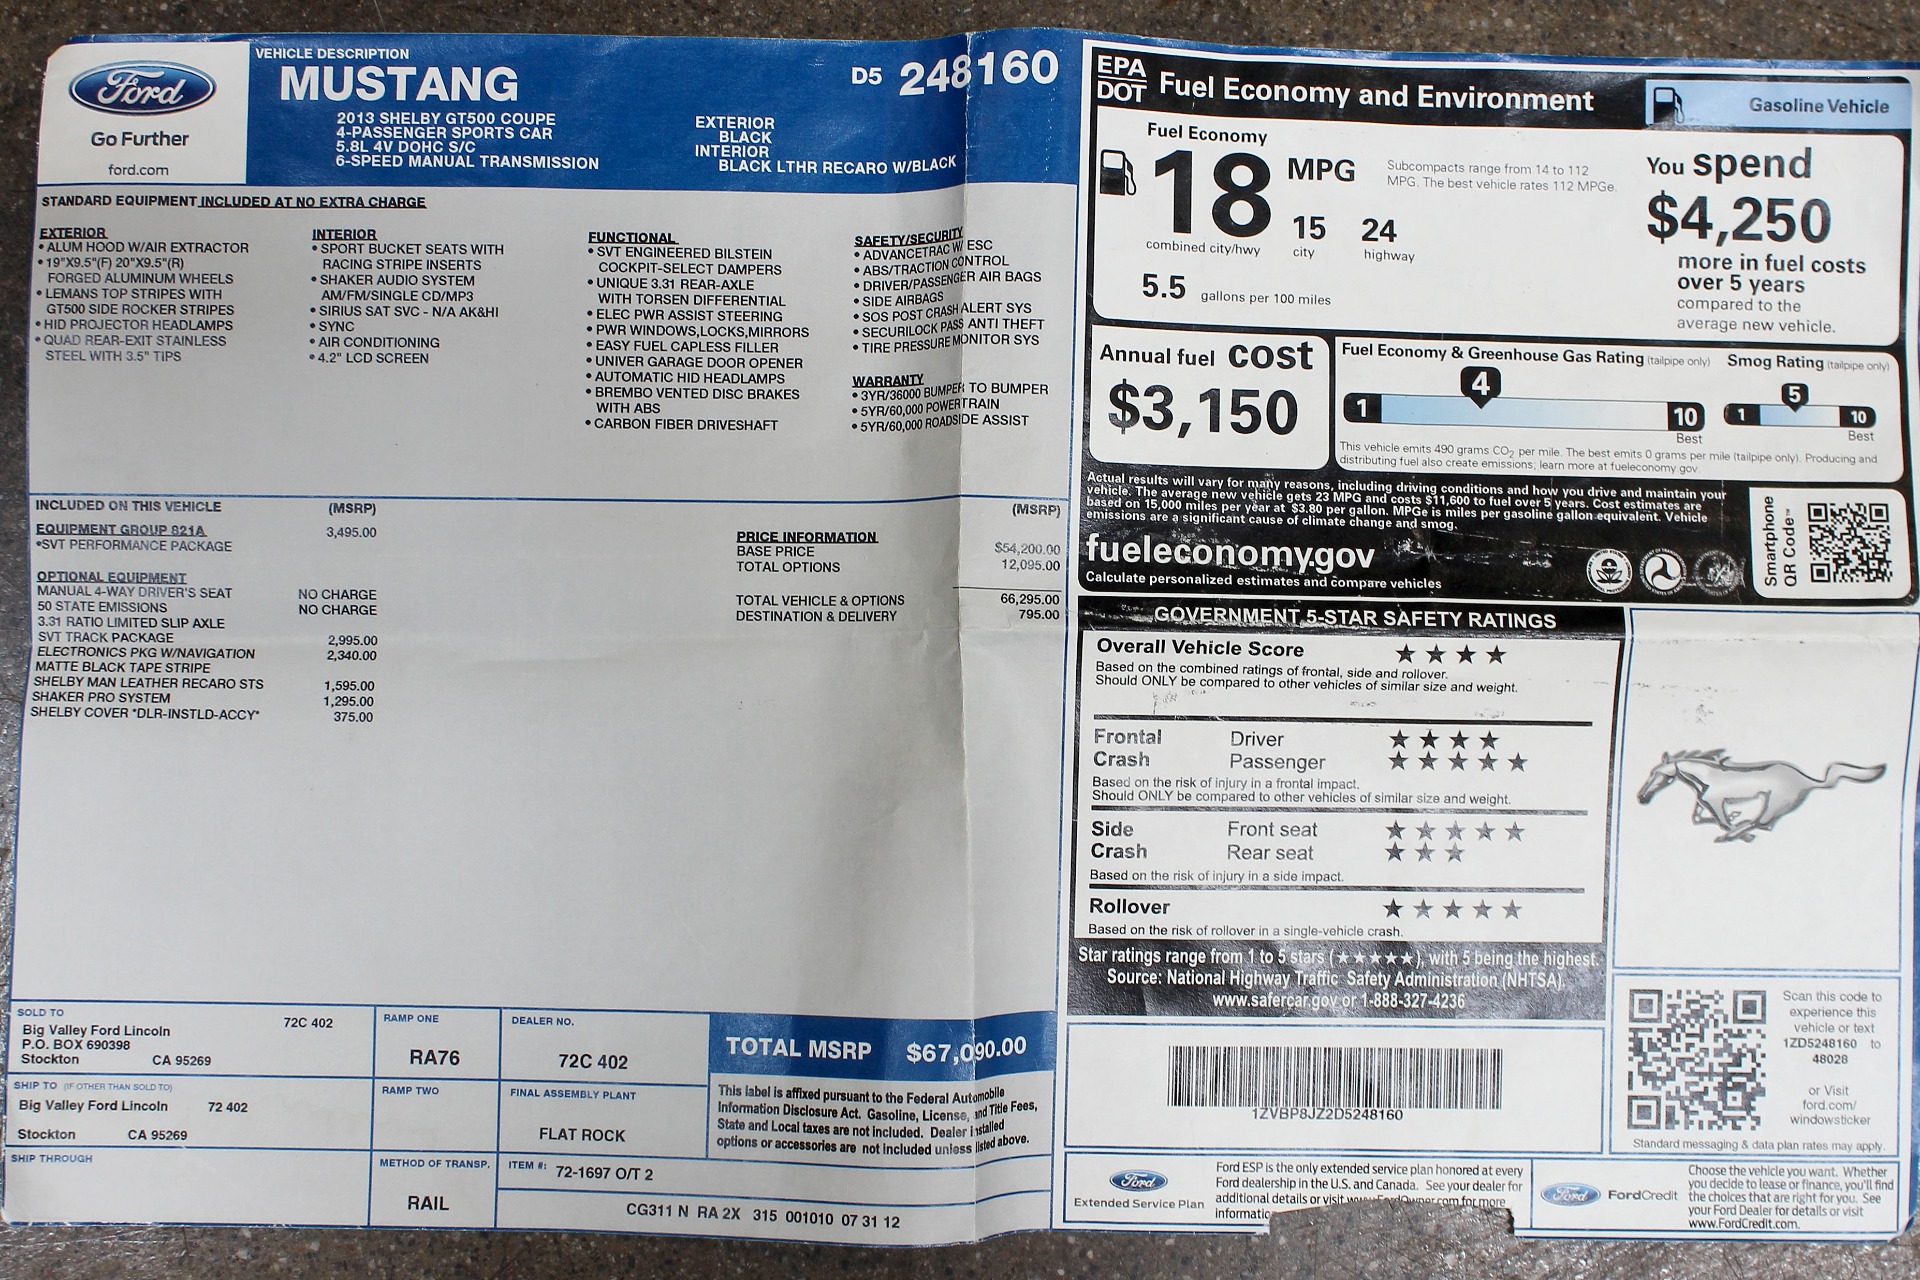 Ford
Go Further
ford.com
VEHICLE DESCRIPTION
MUSTANG
2013 SHELBY GT500 COUPE
4-PASSENGER SPORTS CAR
5.8L 4V DOHC S/C
6-SPEED MANUAL TRANSMISSION
D5 248160
EXTERIOR
BLACK
INTERIOR
BLACK LTHR RECARO W/BLACK
STANDARD EQUIPMENT INCLUDED AT NO EXTRA CHARGE
EXTERIOR
• ALUM HOOD W/AIR EXTRACTOR
• 19"X9.5"(F) 20"X9.5"(R)
FORGED ALUMINUM WHEELS
• LEMANS TOP STRIPES WITH
GT500 SIDE ROCKER STRIPES
• HID PROJECTOR HEADLAMPS
• QUAD REAR-EXIT STAINLESS
STEEL WITH 3.5" TIPS
INTERIOR
• SPORT BUCKET SEATS WITH
RACING STRIPE INSERTS
• SHAKER AUDIO SYSTEM
AM/FM/SINGLE CD/MP3
• SIRIUS SAT SVC - N/A AK&HI
• SYNC
• AIR CONDITIONING
• 4.2" LCD SCREEN
FUNCTIONAL
• SVT ENGINEERED BILSTEIN
COCKPIT-SELECT DAMPERS
• UNIQUE 3.31 REAR-AXLE
WITH TORSEN DIFFERENTIAL
• ELEC PWR ASSIST STEERING
• PWR WINDOWS,LOCKS,MIRRORS
• EASY FUEL CAPLESS FILLER
• UNIVER GARAGE DOOR OPENER
• AUTOMATIC HID HEADLAMPS
• BREMBO VENTED DISC BRAKES
WITH ABS
• CARBON FIBER DRIVESHAFT
SAFETY/SECURITY
• ADVANCETRAC W/ ESC
• ABS/TRACTION CONTROL
• DRIVER/PASSENGER AIR BAGS
• SIDE AIRBAGS
• SOS POST CRASH ALERT SYS
• SECURILOCK PASS ANTI THEFT
• TIRE PRESSURE MONITOR SYS
WARRANTY
• 3YR/36000 BUMPER TO BUMPER
• 5YR/60,000 POWERTRAIN
• 5YR/60,000 ROADSIDE ASSIST
INCLUDED ON THIS VEHICLE (MSRP)
EQUIPMENT GROUP 821A 3,495.00
•SVT PERFORMANCE PACKAGE
OPTIONAL EQUIPMENT
MANUAL 4-WAY DRIVER'S SEAT NO CHARGE
50 STATE EMISSIONS NO CHARGE
3.31 RATIO LIMITED SLIP AXLE
SVT TRACK PACKAGE 2,995.00
ELECTRONICS PKG W/NAVIGATION 2,340.00
MATTE BLACK TAPE STRIPE
SHELBY MAN LEATHER RECARO STS 1,595.00
SHAKER PRO SYSTEM 1,295.00
SHELBY COVER *DLR-INSTLD-ACCY* 375.00
(MSRP)
PRICE INFORMATION
BASE PRICE $54,200.00
TOTAL OPTIONS 12,095.00
TOTAL VEHICLE & OPTIONS 66,295.00
DESTINATION & DELIVERY 795.00
SOLD TO
72C 402
Big Valley Ford Lincoln
P.O. BOX 690398
Stockton CA 95269
SHIP TO (IF OTHER THAN SOLD TO)
Big Valley Ford Lincoln 72 402
Stockton CA 95269
SHIP THROUGH
RAMP ONE
RA76
RAMP TWO
METHOD OF TRANSP.
RAIL
DEALER NO.
72C 402
FINAL ASSEMBLY PLANT
FLAT ROCK
ITEM #: 72-1697 O/T 2
CG311 N RA 2X 315 001010 07 31 12
TOTAL MSRP $67,090.00
This label is affixed pursuant to the Federal Automobile
Information Disclosure Act. Gasoline, License, and Title Fees,
State and Local taxes are not included. Dealer installed
options or accessories are not included unless listed above.
EPA
DOT
Fuel Economy and Environment
Gasoline Vehicle
Fuel Economy
18 MPG
combined city/hwy
15
city
24
highway
5.5 gallons per 100 miles
Subcompacts range from 14 to 112
MPG. The best vehicle rates 112 MPGe.
You spend
$4,250
more in fuel costs
over 5 years
compared to the
average new vehicle.
Annual fuel cost
$3,150
Fuel Economy & Greenhouse Gas Rating (tailpipe only)
4
1
10
Best
Smog Rating (tailpipe only)
5
1
10
Best
This vehicle emits 490 grams CO₂ per mile. The best emits 0 grams per mile (tailpipe only). Producing and
distributing fuel also create emissions; learn more at fueleconomy.gov.
Actual results will vary for many reasons, including driving conditions and how you drive and maintain your
vehicle. The average new vehicle gets 23 MPG and costs $11,600 to fuel over 5 years. Cost estimates are
based on 15,000 miles per year at $3.80 per gallon. MPGe is miles per gasoline gallon equivalent. Vehicle
emissions are a significant cause of climate change and smog.
fueleconomy.gov
Calculate personalized estimates and compare vehicles
Smartphone
QR Code™
GOVERNMENT 5-STAR SAFETY RATINGS
Overall Vehicle Score ★★★★
Based on the combined ratings of frontal, side and rollover.
Should ONLY be compared to other vehicles of similar size and weight.
Frontal Driver ★★★★
Crash Passenger ★★★★★
Based on the risk of injury in a frontal impact.
Should ONLY be compared to other vehicles of similar size and weight.
Side Front seat ★★★★★
Crash Rear seat ★★★
Based on the risk of injury in a side impact.
Rollover ★★★★★
Based on the risk of rollover in a single-vehicle crash.
Star ratings range from 1 to 5 stars (★★★★★), with 5 being the highest.
Source: National Highway Traffic Safety Administration (NHTSA).
www.safercar.gov or 1-888-327-4236
1ZVBP8JZ2D5248160
Scan this code to
experience this
vehicle or text
1ZD5248160 to
48028
or Visit
ford.com/
windowsticker
Standard messaging & data plan rates may apply.
Ford
Extended Service Plan
Ford ESP is the only extended service plan honored at every
Ford dealership in the U.S. and Canada. See your dealer for
additional details or visit www.FordOwner.com for more
Ford
FordCredit
Choose the vehicle you want. Whether
you decide to lease or finance, you'll find
the choices that are right for you. See
your Ford Dealer for details or visit
www.FordCredit.com.